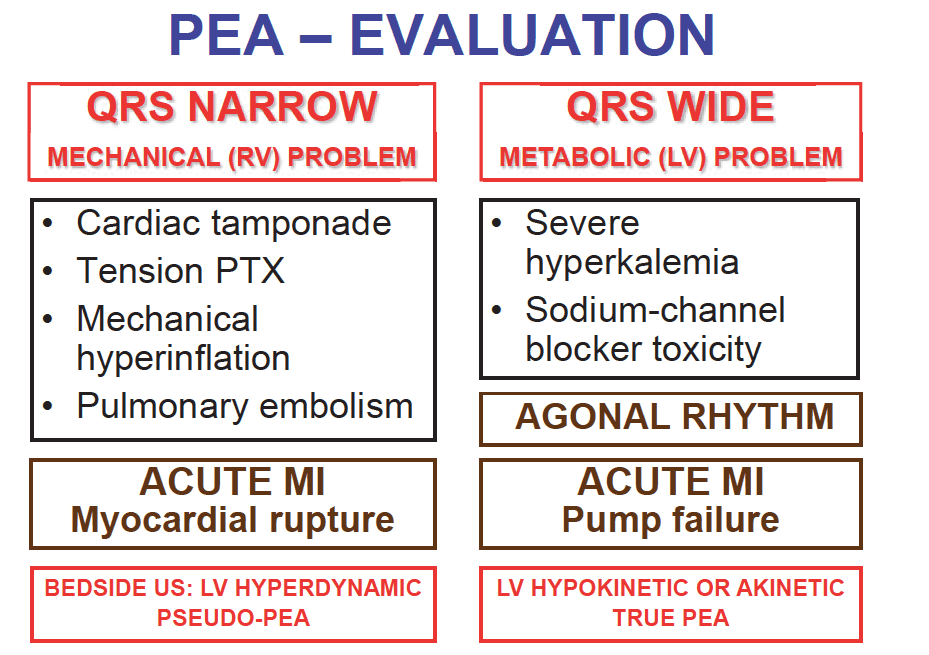 PEA – EVALUATION
QRS NARROW
MECHANICAL (RV) PROBLEM
• Cardiac tamponade
• Tension PTX
• Mechanical
hyperinflation
• Pulmonary embolism
ACUTE MI
Myocardial rupture
BEDSIDE US: LV HYPERDYNAMIC
PSEUDO-PEA
QRS WIDE
METABOLIC (LV) PROBLEM
• Severe
hyperkalemia
• Sodium-channel
blocker toxicity
AGONAL RHYTHM
ACUTE MI
Pump failure
LV HYPOKINETIC OR AKINETIC
TRUE PEA